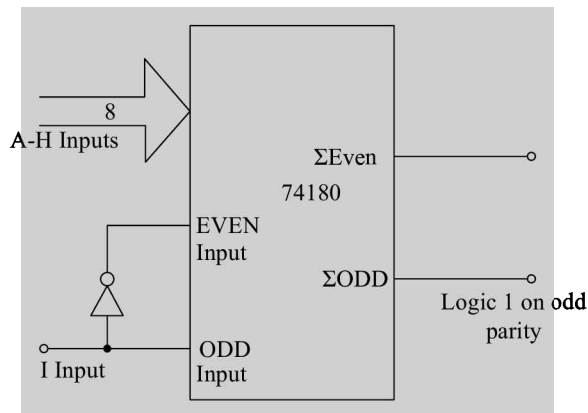 8
A-H Inputs
ΣEven
74180
EVEN
Input
ΣODD
Logic 1 on odd
parity
ODD
Input
I Input